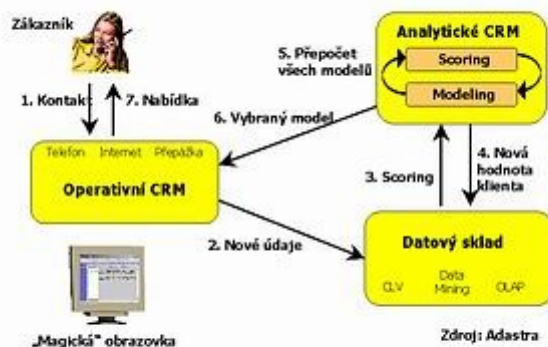 Zákazník
Analytické CRM
Scoring
Modeling
5. Přepočet
všech modelů
1. Kontakt
7. Nabídka
6. Vybraný model
Telefon Internet Přepážka
Operativní CRM
3. Scoring
4. Nová
hodnota
klienta
2. Nové údaje
Datový sklad
CLV
Data
Mining
OLAP
„Magická“ obrazovka
Zdroj: Adastra